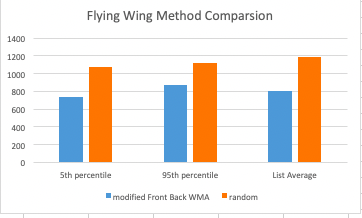 Flying Wing Method Comparsion
1400
1200
1000
800
600
400
200
0
5th percentile 95th percentile List Average
modified Front Back WMA random